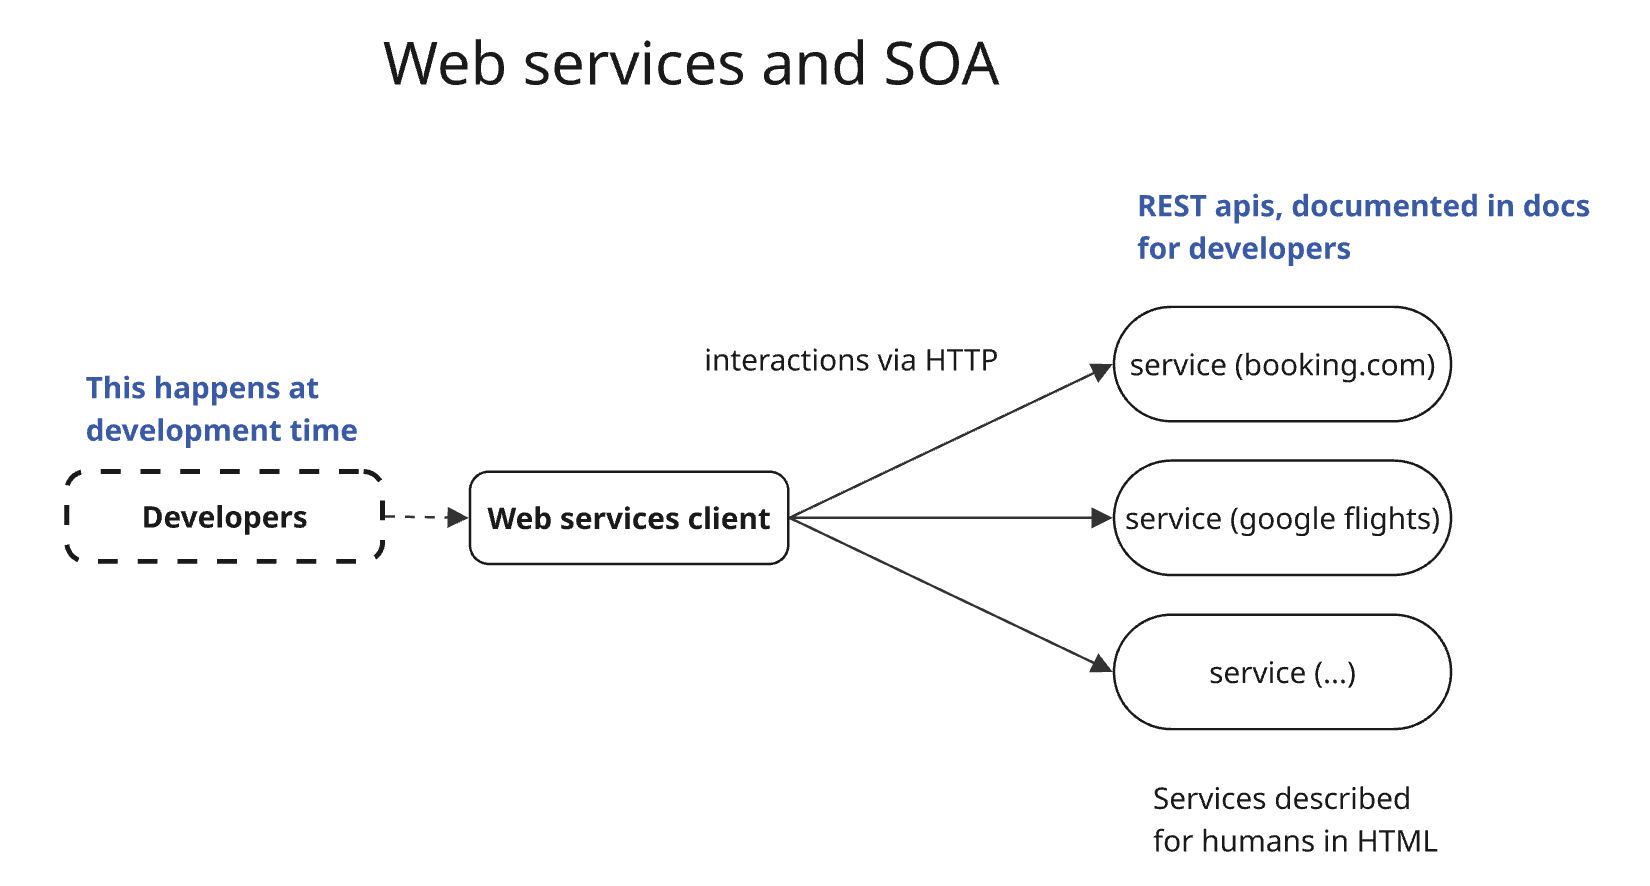 Web services and SOA
REST apis, documented in docs
for developers
interactions via HTTP
service (booking.com)
This happens at
development time
Developers
Web services client
service (google flights)
service (...)
Services described
for humans in HTML